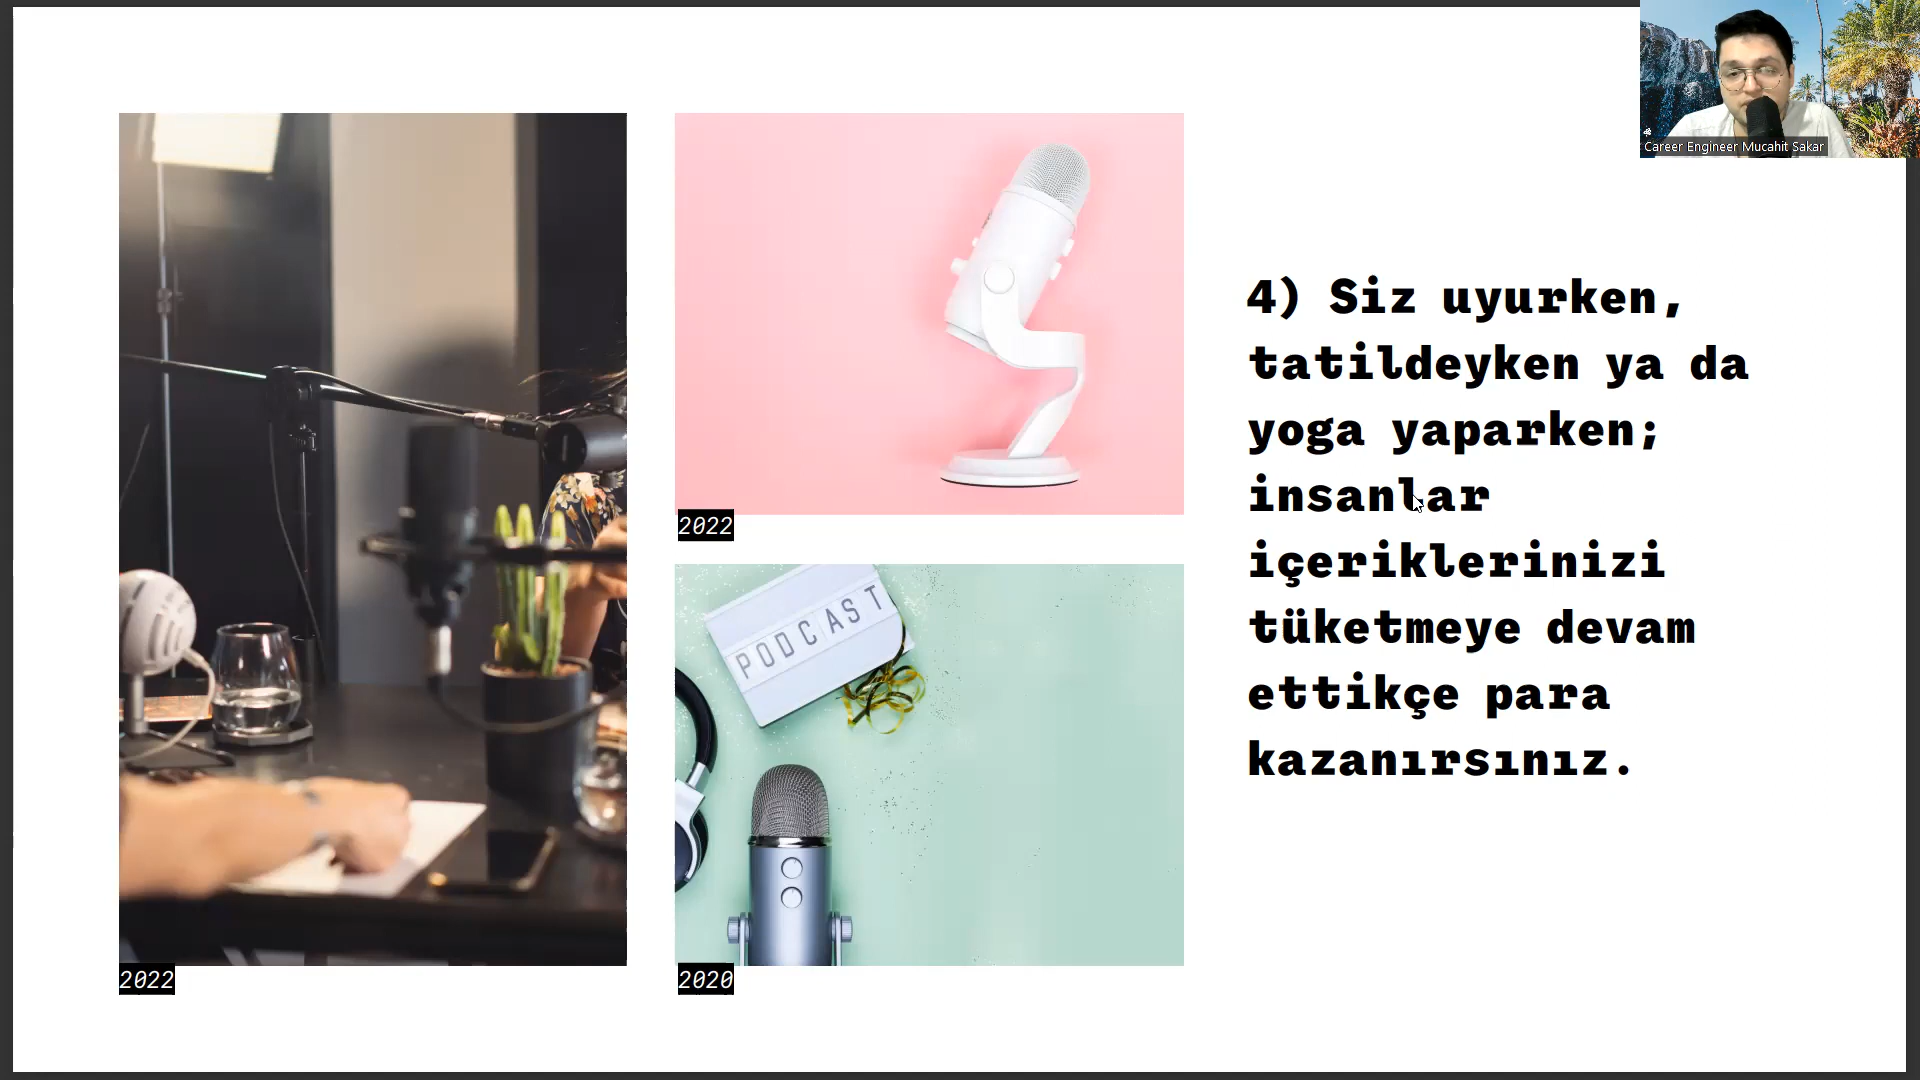 Career Engineer Mucahit Sakar
4) Siz uyurken,
tatildeyken ya da
yoga yaparken;
insanlar
içeriklerinizi
tüketmeye devam
ettikçe para
kazanırsınız.
2022
PODCAST
2022
2020